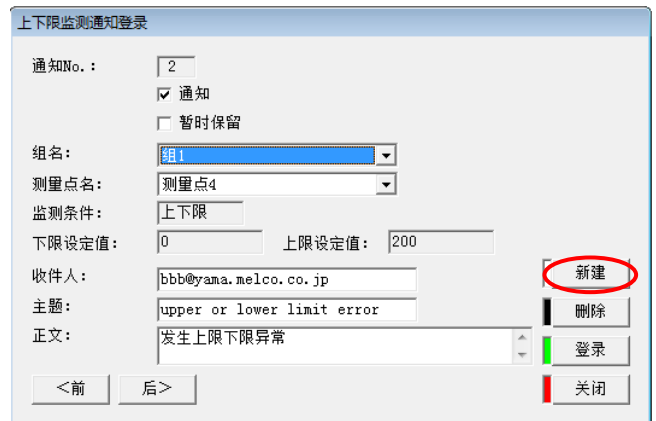 上下限监测通知登录
通知No.： 2
通知
暂时保留
组名： 组1
测量点名： 测量点4
监测条件： 上下限
下限设定值： 0 上限设定值： 200
收件人： bbb@yama.melco.co.jp
新建
主题： upper or lower limit error
删除
正文： 发生上限下限异常
登录
<前 后> 关闭